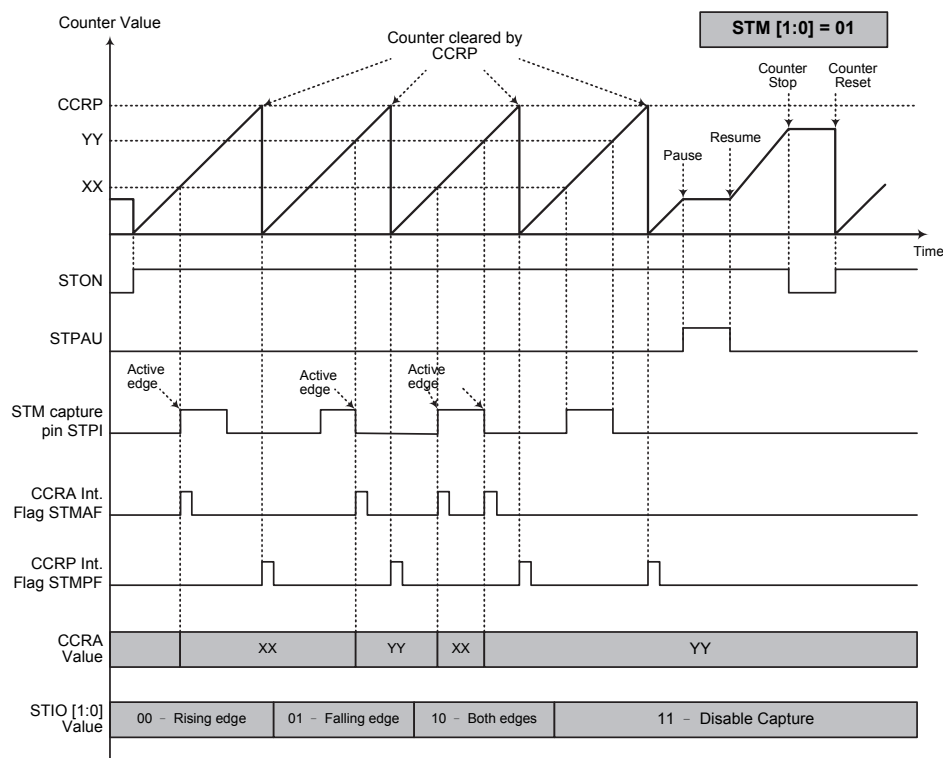 Counter Value
STM [1:0] = 01
Counter cleared by
CCRP
Counter
Stop
Counter
Reset
CCRP
YY
XX
Pause
Resume
Time
STON
STPAU
Active
edge
Active
edge
Active
edge
STM capture
pin STPI
CCRA Int.
Flag STMAF
CCRP Int.
Flag STMPF
CCRA
Value
XX
YY
XX
YY
STIO [1:0]
Value
00 – Rising edge
01 – Falling edge
10 – Both edges
11 – Disable Capture